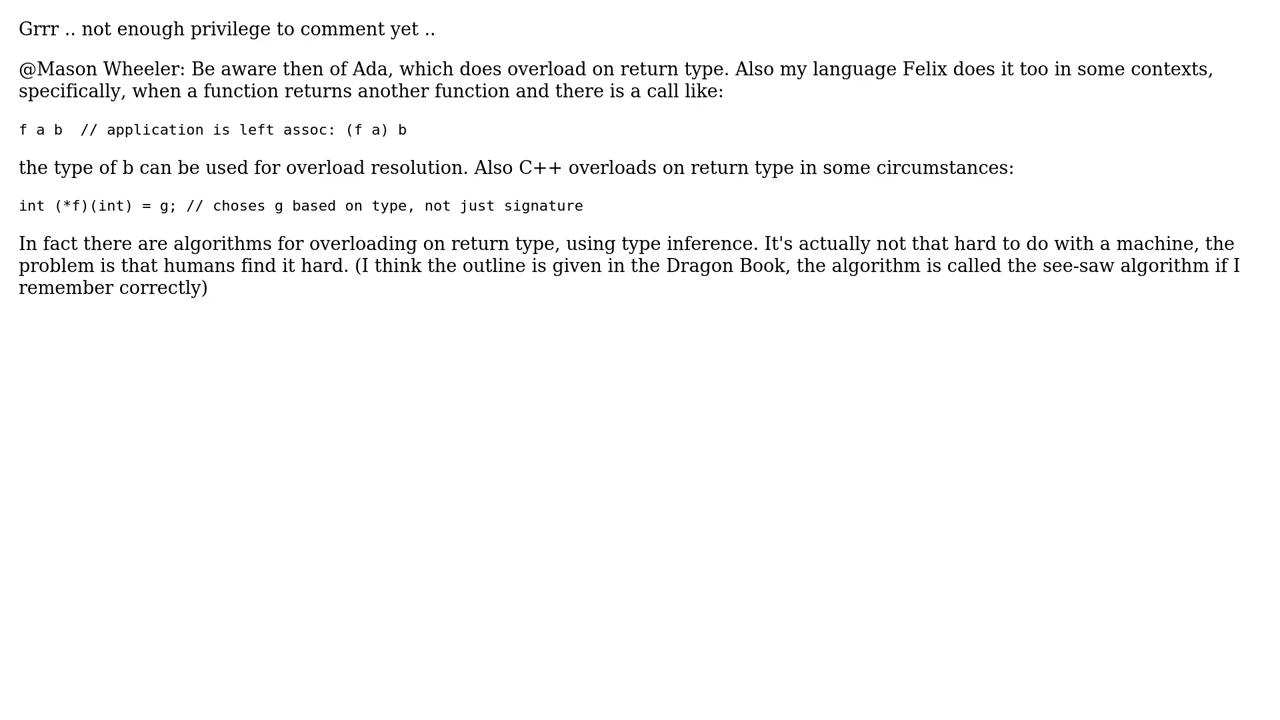 Grrr .. not enough privilege to comment yet ..
@Mason Wheeler: Be aware then of Ada, which does overload on return type. Also my language Felix does it too in some contexts,
specifically, when a function returns another function and there is a call like:
f a b  // application is left assoc: (f a) b
the type of b can be used for overload resolution. Also C++ overloads on return type in some circumstances:
int (*f)(int) = g; // choses g based on type, not just signature
In fact there are algorithms for overloading on return type, using type inference. It's actually not that hard to do with a machine, the
problem is that humans find it hard. (I think the outline is given in the Dragon Book, the algorithm is called the see-saw algorithm if I
remember correctly)